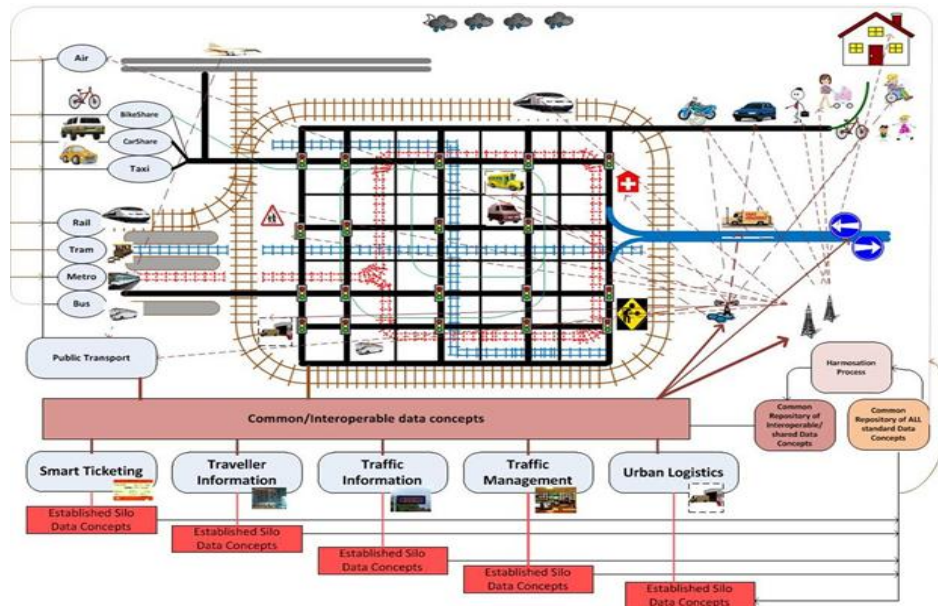 Air
BikeShare
CarShare
Taxi
Rail
Tram
Metro
Bus
Public Transport
Harmosation
Process
Common/Interoperable data concepts
Common
Repository of
Interoperable/
shared Data
Concepts
Common
Repository of ALL
standard Data
Concepts
Smart Ticketing
Traveller
Information
Traffic
Information
Traffic
Management
Urban Logistics
Established Silo
Data Concepts
Established Silo
Data Concepts
Established Silo
Data Concepts
Established Silo
Data Concepts
Established Silo
Data Concepts